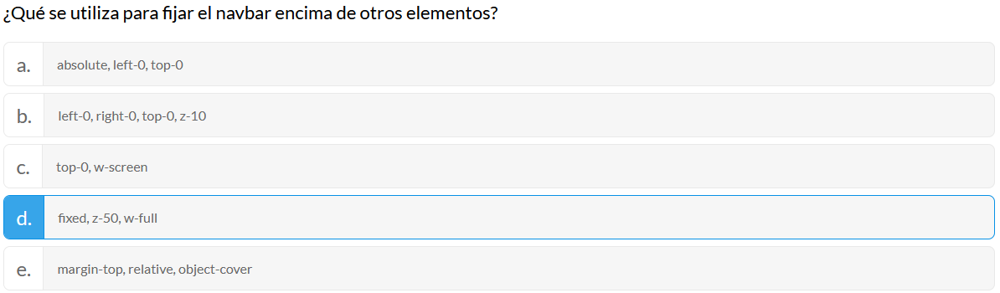 ¿Qué se utiliza para fijar el navbar encima de otros elementos?
a. absolute, left-0, top-0
b. left-0, right-0, top-0, z-10
c. top-0, w-screen
d. fixed, z-50, w-full
e. margin-top, relative, object-cover